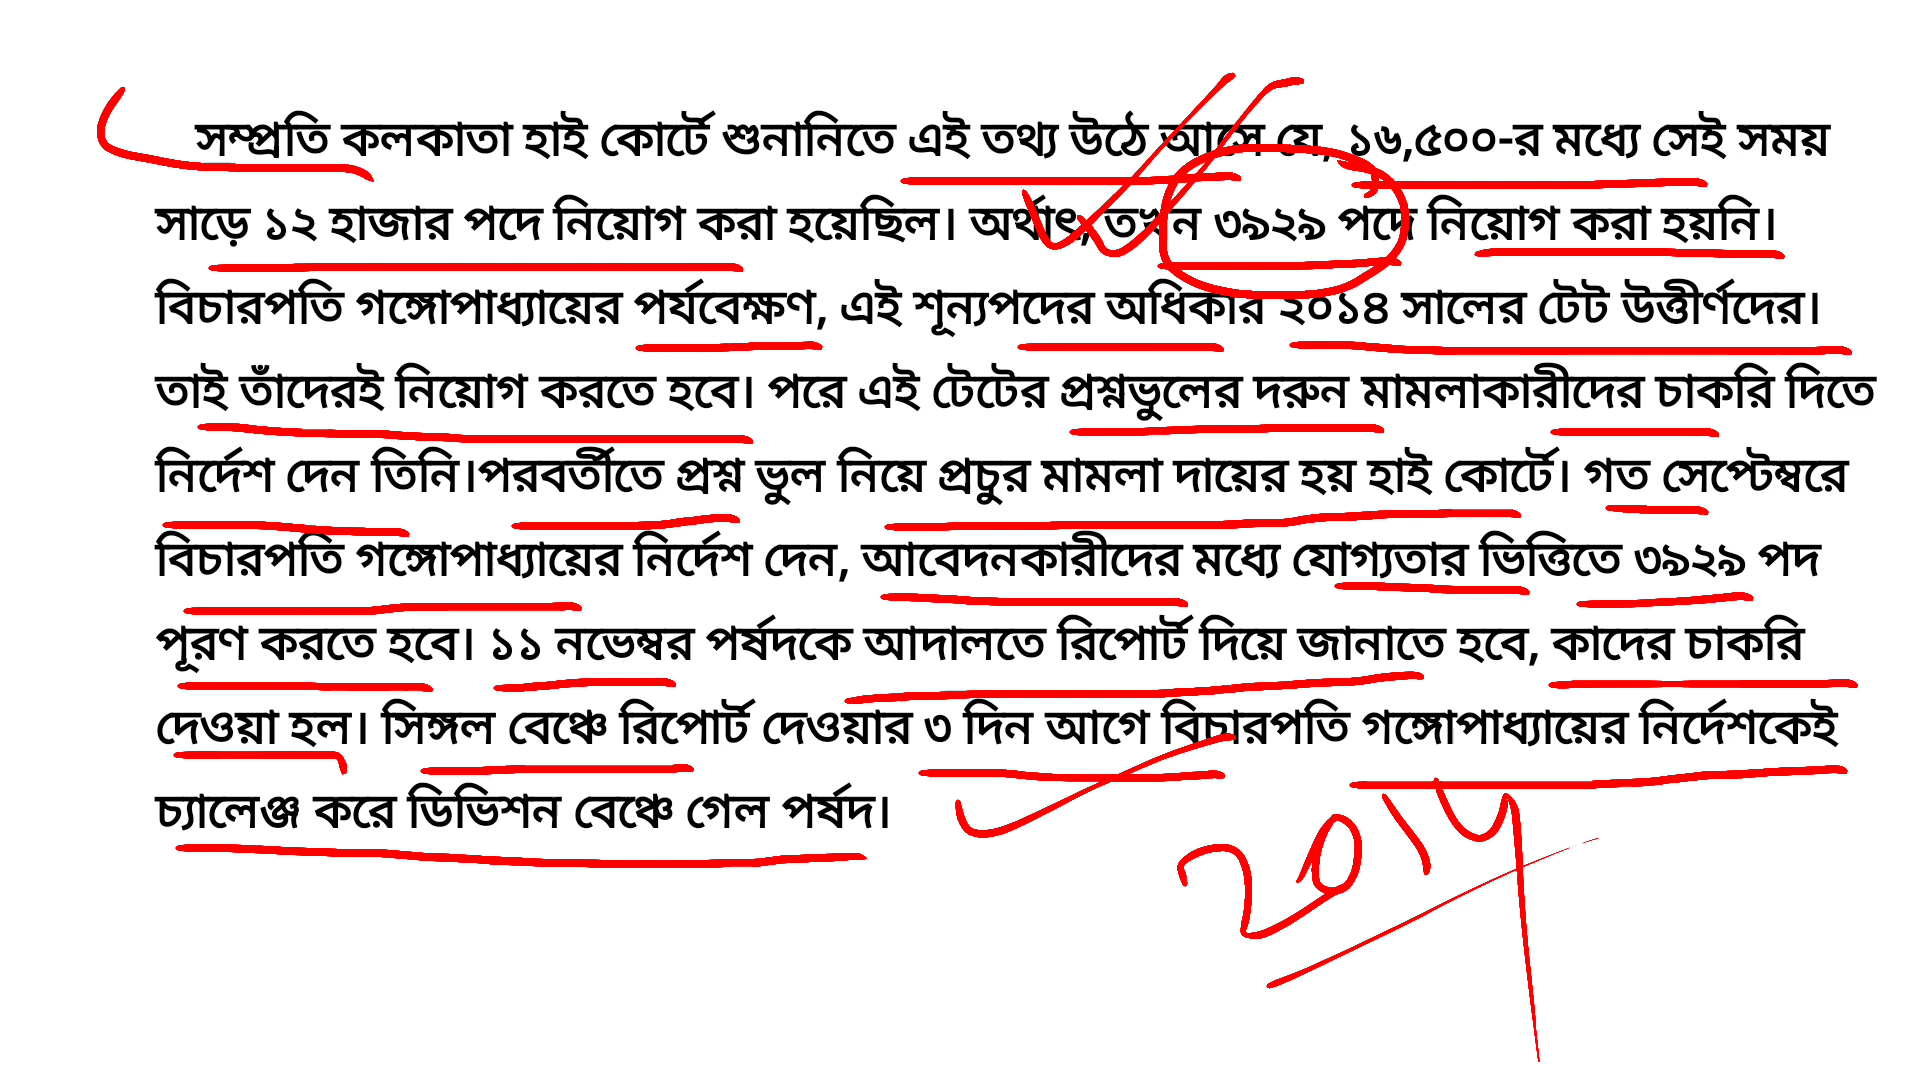 সম্প্রতি কলকাতা হাই কোর্টে শুনানিতে এই তথ্য উঠে আসে যে, ১৬,৫০০-র মধ্যে সেই সময়
সাড়ে ১২ হাজার পদে নিয়োগ করা হয়েছিল। অর্থাৎ, তখন ৩৯২৯ পদে নিয়োগ করা হয়নি।
বিচারপতি গঙ্গোপাধ্যায়ের পর্যবেক্ষণ, এই শূন্যপদের অধিকার ২০১৪ সালের টেট উত্তীর্ণদের।
তাই তাঁদেরই নিয়োগ করতে হবে। পরে এই টেটের প্রশ্নভুলের দরুন মামলাকারীদের চাকরি দিতে
নির্দেশ দেন তিনি।পরবর্তীতে প্রশ্ন ভুল নিয়ে প্রচুর মামলা দায়ের হয় হাই কোর্টে। গত সেপ্টেম্বরে
বিচারপতি গঙ্গোপাধ্যায়ের নির্দেশ দেন, আবেদনকারীদের মধ্যে যোগ্যতার ভিত্তিতে ৩৯২৯ পদ
পূরণ করতে হবে। ১১ নভেম্বর পর্ষদকে আদালতে রিপোর্ট দিয়ে জানাতে হবে, কাদের চাকরি
দেওয়া হল। সিঙ্গল বেঞ্চে রিপোর্ট দেওয়ার ৩ দিন আগে বিচারপতি গঙ্গোপাধ্যায়ের নির্দেশকেই
চ্যালেঞ্জ করে ডিভিশন বেঞ্চে গেল পর্ষদ।
2014